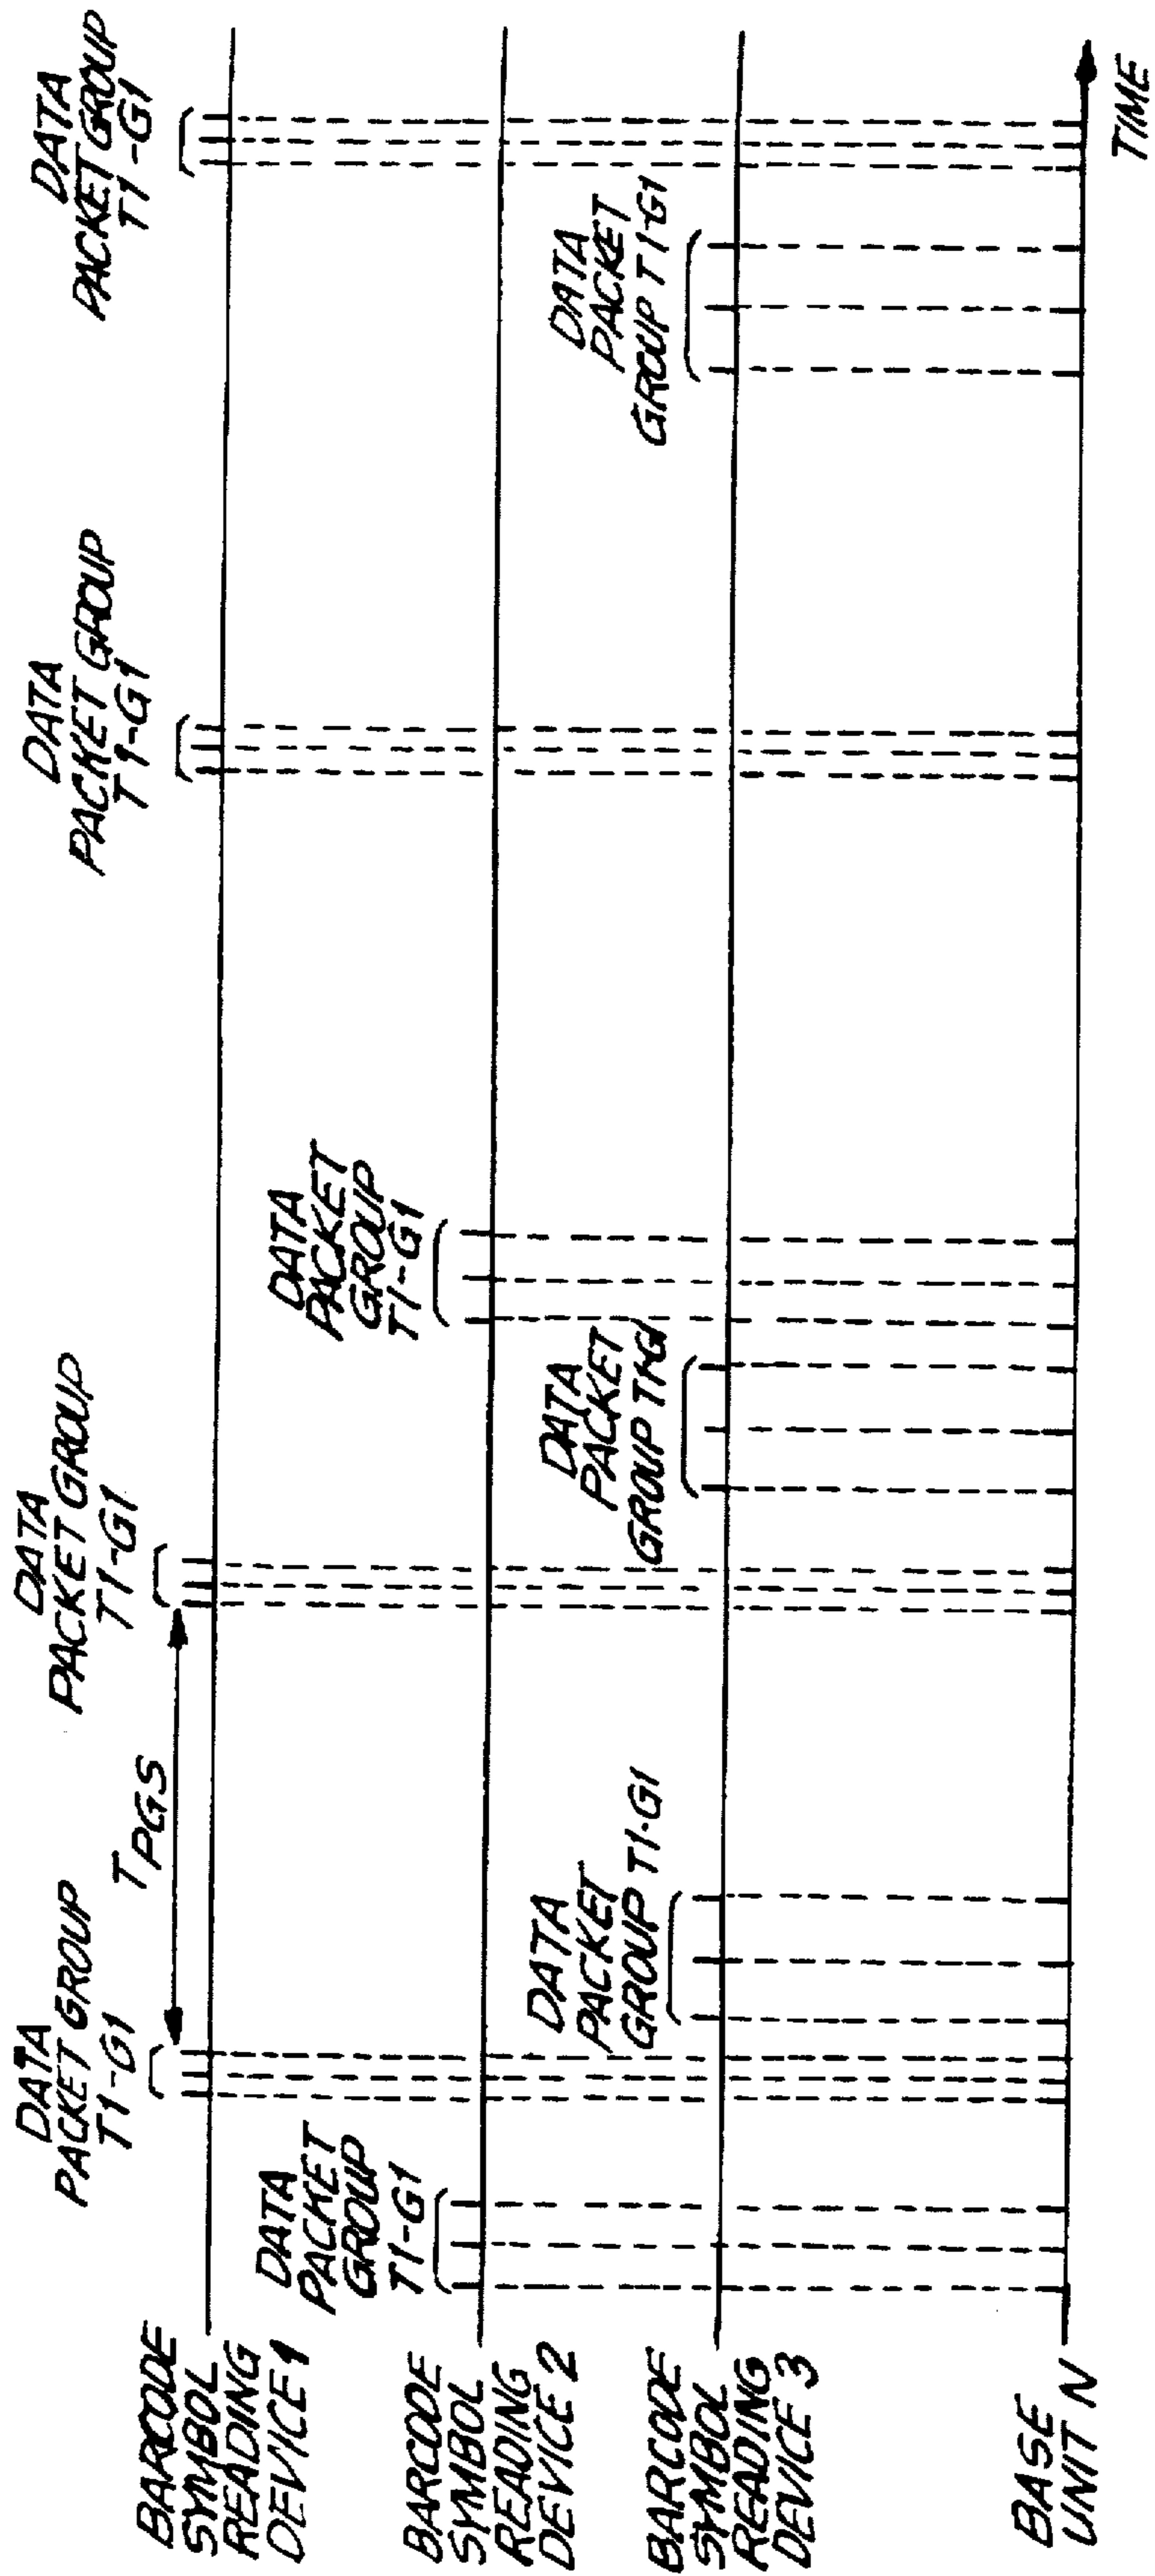 DATA
PACKET GROUP
T1-G1
TPGS
DATA
PACKET GROUP
T1-G1
DATA
PACKET GROUP
T1-G1
DATA
PACKET GROUP
T1-G1
BARCODE
SYMBOL
READING
DEVICE 1
DATA
PACKET
GROUP
T1-G1
DATA
PACKET
GROUP
T1-G1
BARCODE
SYMBOL
READING
DEVICE 2
DATA
PACKET
GROUP T1-G1
DATA
PACKET
GROUP T1-G1
DATA
PACKET
GROUP T1-G1
BARCODE
SYMBOL
READING
DEVICE 3
BASE
UNIT N
TIME